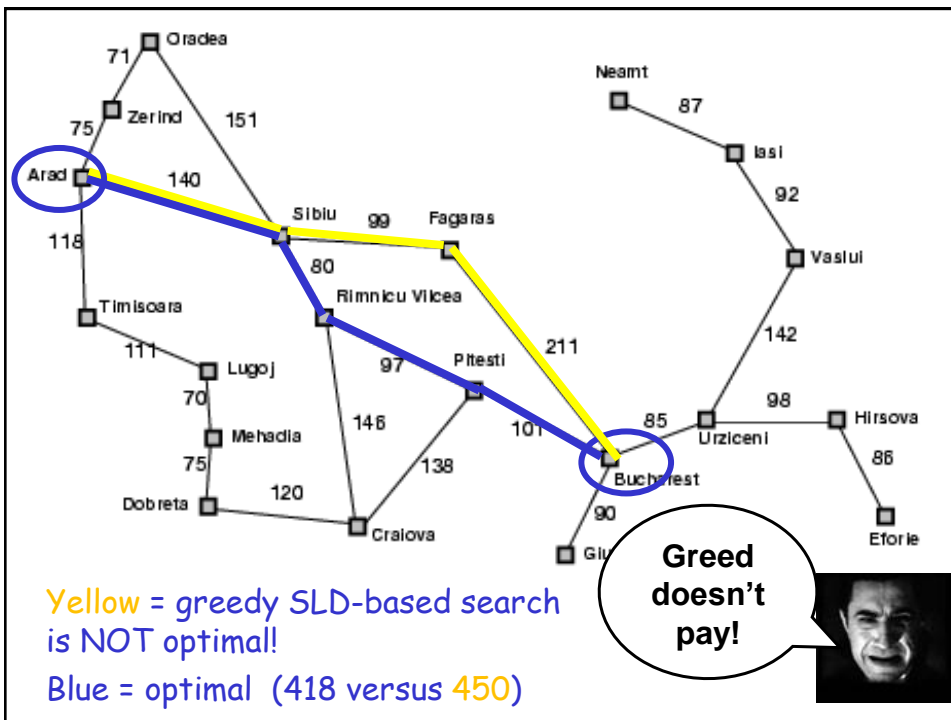 Oradea
71
Neamt
87
Zerind
151
75
Iasi
Arad
140
92
Sibiu
99
Fagaras
118
80
Vaslui
Rimnicu Vilcea
Timisoara
142
211
111
Lugoj
97
Pitesti
70
98
Hirsova
146
101
85
Urziceni
Mehadia
138
86
75
Bucharest
120
Dobreta
90
Craiova
Eforie
Giu
Greed
doesn't
pay!
Yellow = greedy SLD-based search
is NOT optimal!
Blue = optimal (418 versus 450)